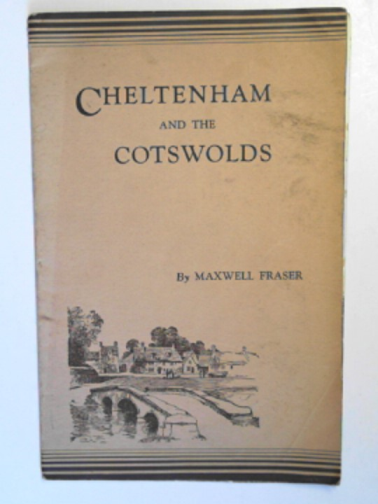 CHELTENHAM
AND THE
COTSWOLDS
By MAXWELL FRASER